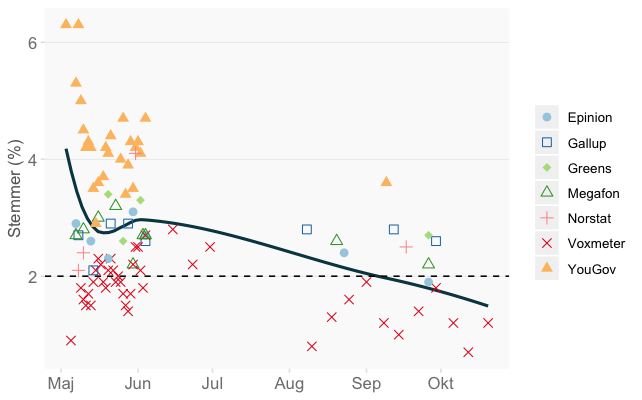 Stemmer (%)
6
4
2
Maj Jun Jul Aug Sep Okt
Epinion
Gallup
Greens
Megafon
Norstat
Voxmeter
YouGov